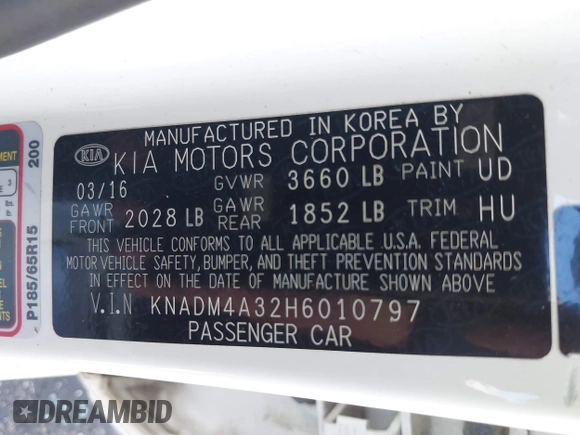 MANUFACTURED IN KOREA BY
KIA KIA MOTORS CORPORATION
03/16 GVWR 3660 LB PAINT UD
GAWR FRONT 2028 LB GAWR REAR 1852 LB TRIM HU
THIS VEHICLE CONFORMS TO ALL APPLICABLE U.S.A. FEDERAL
MOTOR VEHICLE SAFETY, BUMPER, AND THEFT PREVENTION STANDARDS
IN EFFECT ON THE DATE OF MANUFACTURE SHOWN ABOVE
V.I.N KNADM4A32H6010797
PASSENGER CAR
P185/65R15 200
DREAMBID